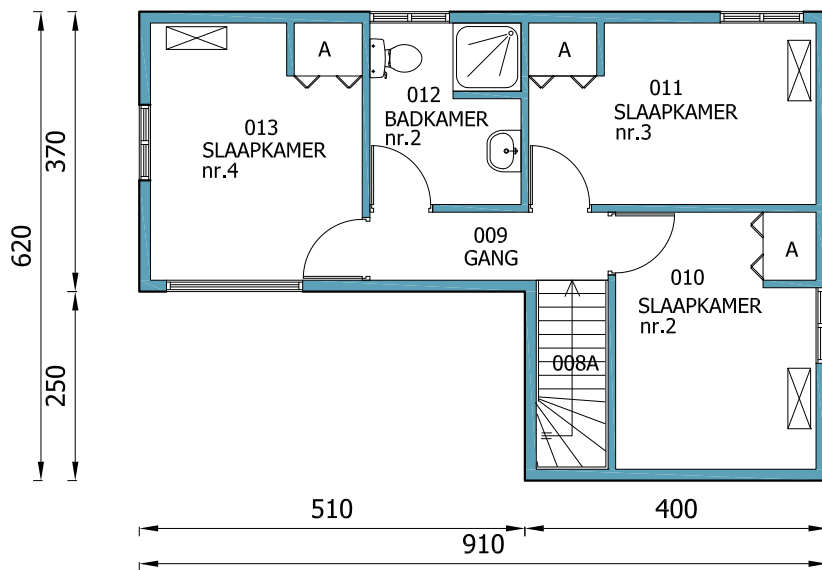 A
A
013
SLAAPKAMER
nr.4
012
BADKAMER
nr.2
011
SLAAPKAMER
nr.3
370
620
009
GANG
A
010
SLAAPKAMER
nr.2
008A
250
510
400
910